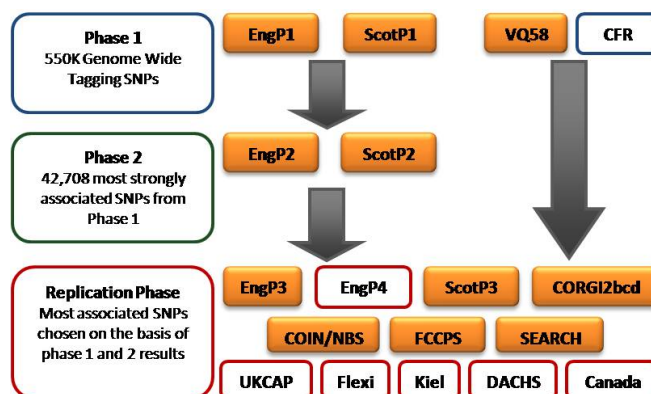 Phase 1
550K Genome Wide
Tagging SNPs
EngP1
ScotP1
VQ58
CFR
Phase 2
42,708 most strongly
associated SNPs from
Phase 1
EngP2
ScotP2
Replication Phase
Most associated SNPs
chosen on the basis of
phase 1 and 2 results
EngP3
EngP4
ScotP3
CORGI2bcd
COIN/NBS
FCCPS
SEARCH
UKCAP
Flexi
Kiel
DACHS
Canada